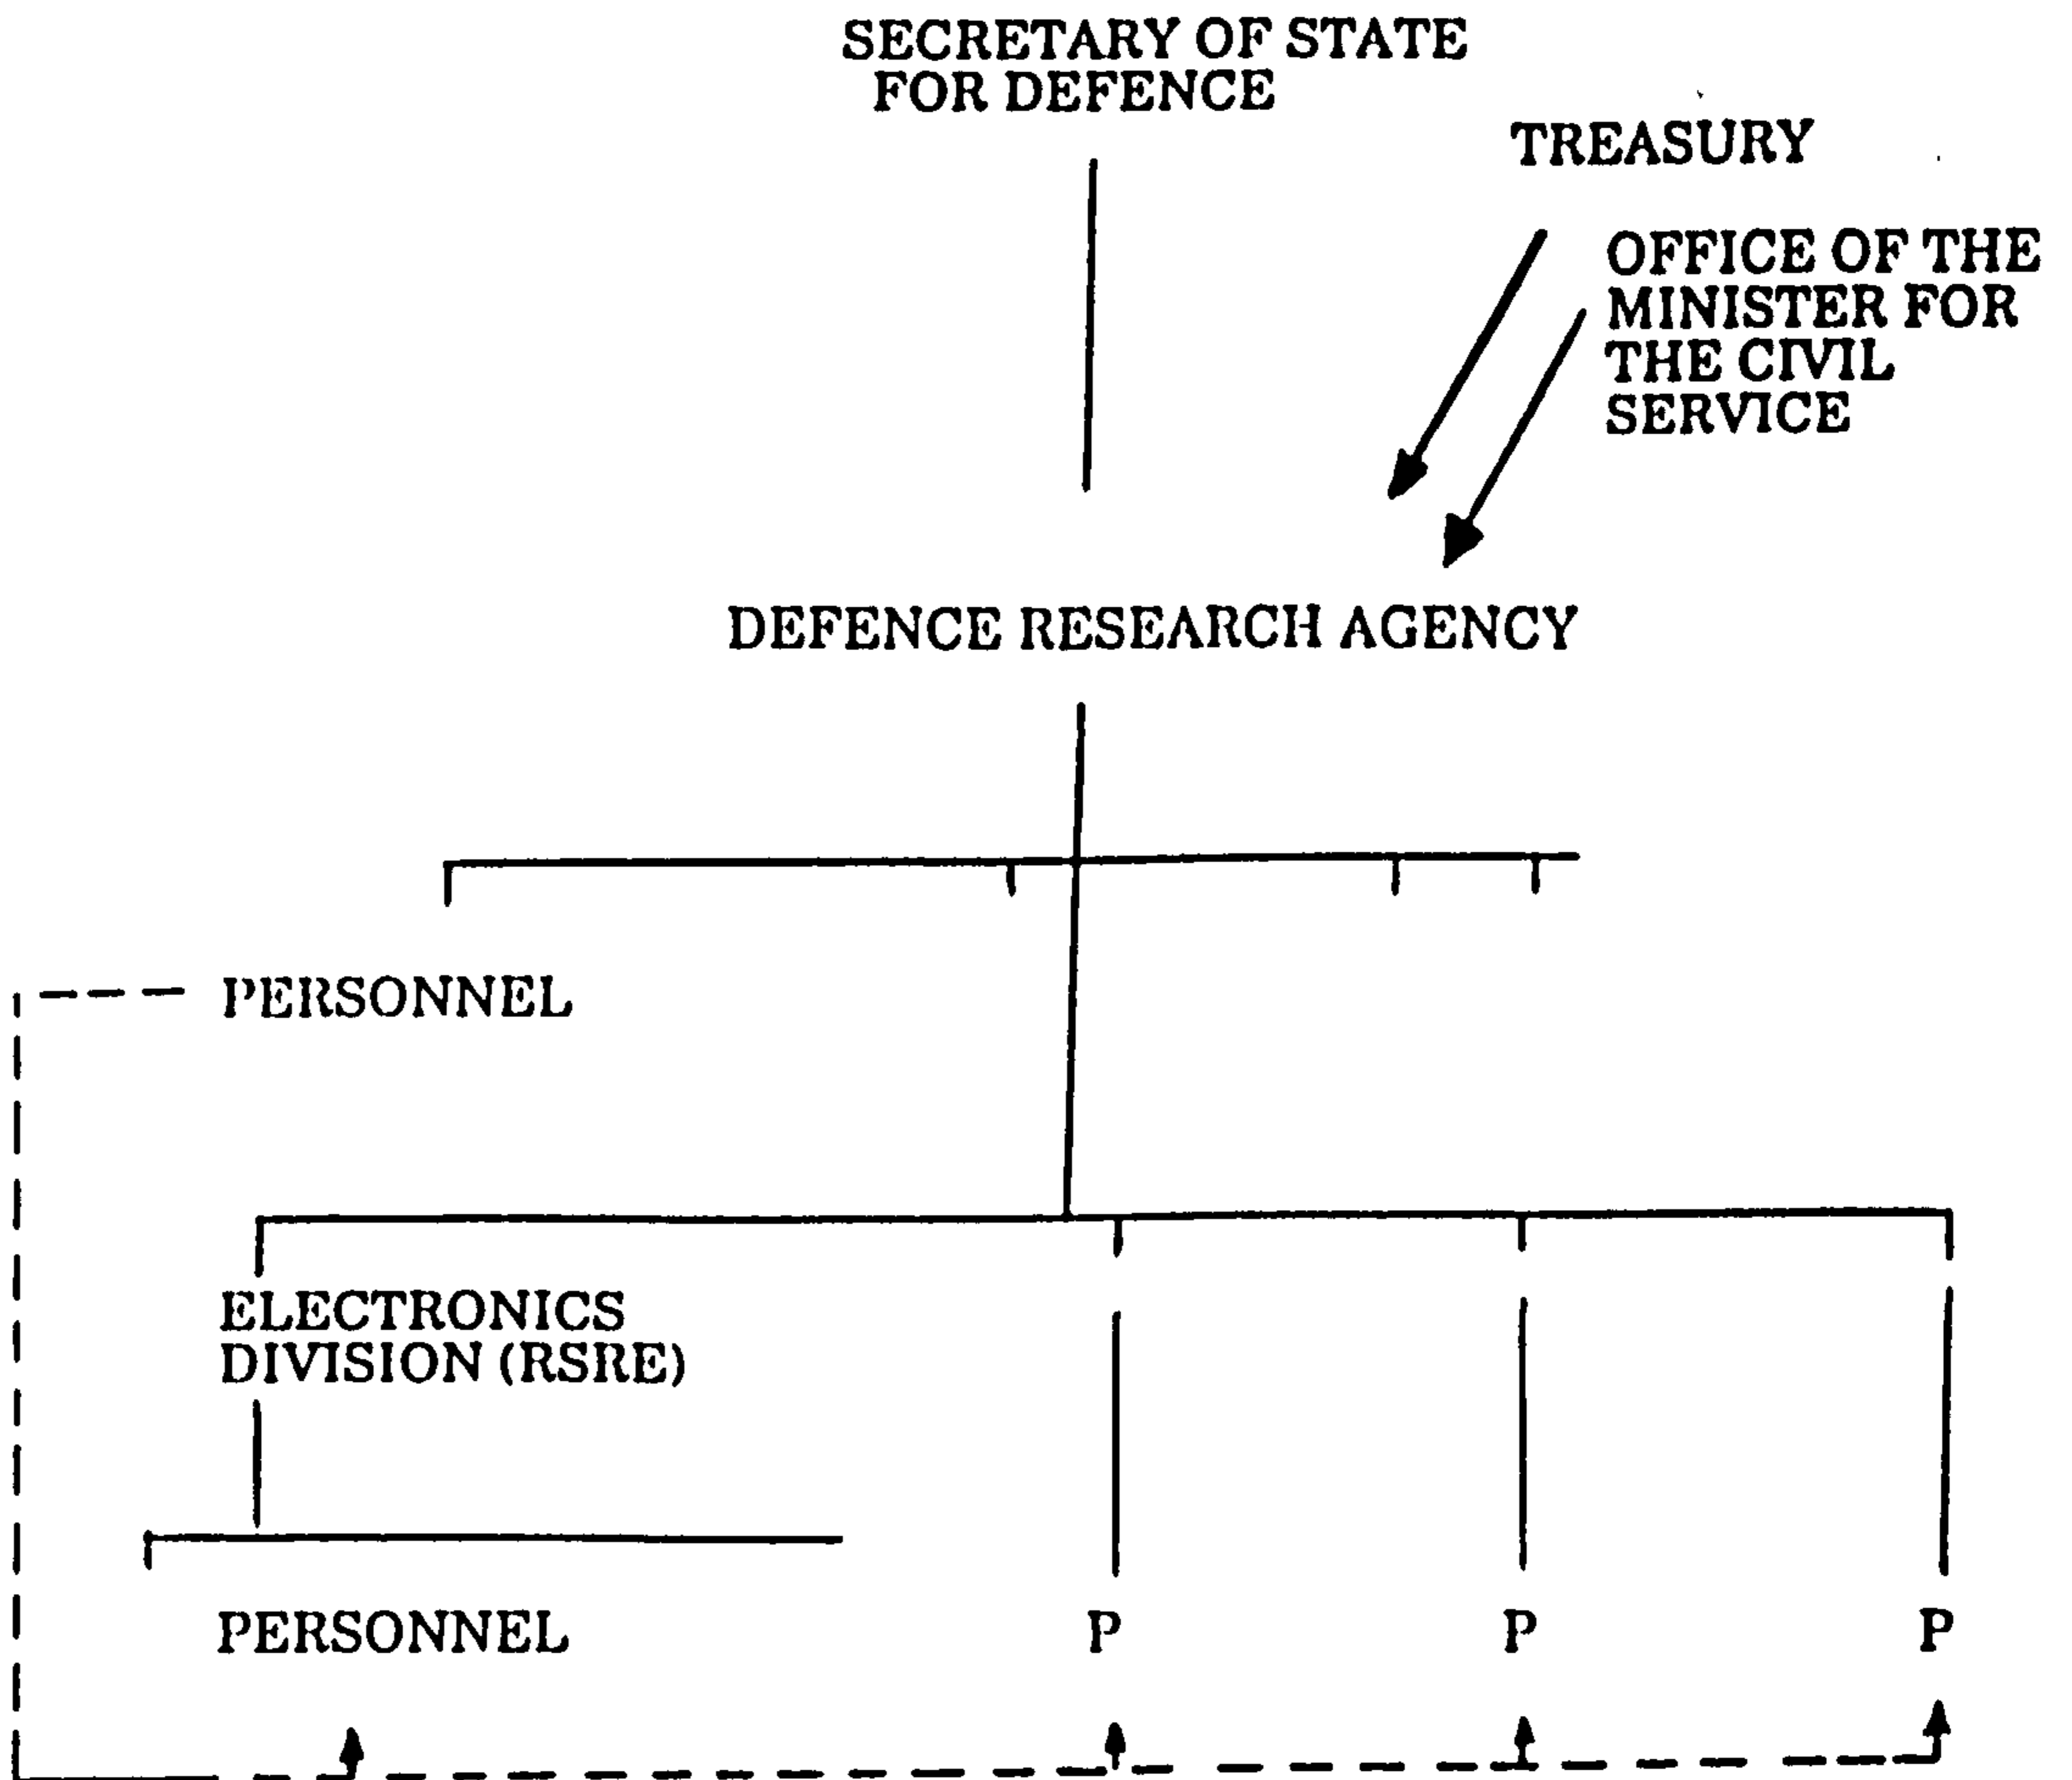 SECRETARY OF STATE
FOR DEFENCE
TREASURY
OFFICE OF THE
MINISTER FOR
THE CIVIL
SERVICE
DEFENCE RESEARCH AGENCY
PERSONNEL
ELECTRONICS
DIVISION (RSRE)
PERSONNEL
P
P
P